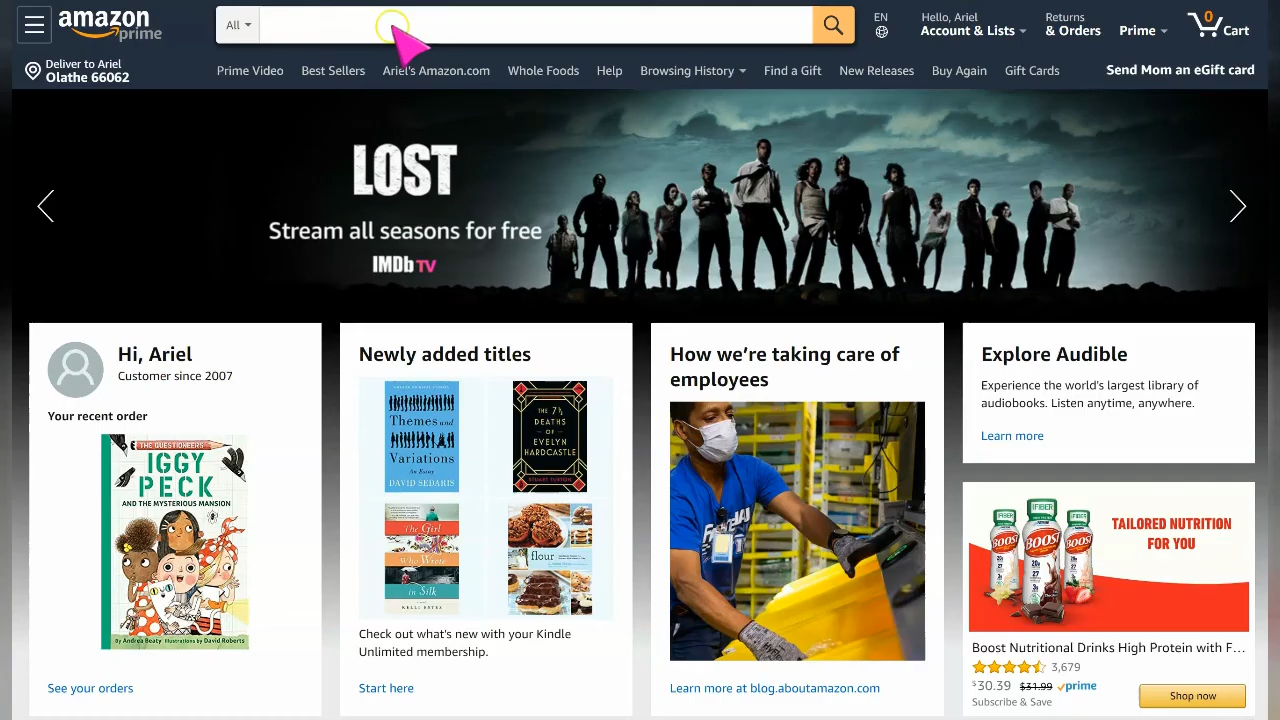 amazon
prime
All
EN
Hello, Ariel
Account & Lists
Returns
& Orders
Prime
0
Cart
Deliver to Ariel
Olathe 66062
Prime Video
Best Sellers
Ariel's Amazon.com
Whole Foods
Help
Browsing History
Find a Gift
New Releases
Buy Again
Gift Cards
Send Mom an eGift card
LOST
Stream all seasons for free
IMDb TV
Hi, Ariel
Customer since 2007
Your recent order
THE QUESTIONEERS
IGGY
PECK
AND THE MYSTERIOUS MANSION
By Andrea Beaty Illustrations by David Roberts
See your orders
Newly added titles
Themes and
Variations
An Essay
DAVID SEDARIS
THE
7½
DEATHS
OF
EVELYN
HARDCASTLE
STUART TURTON
The Girl
Who Wrote
in Silk
KELLI ESTES
flour
Check out what's new with your Kindle
Unlimited membership.
Start here
How we're taking care of
employees
Learn more at blog.aboutamazon.com
Explore Audible
Experience the world's largest library of
audiobooks. Listen anytime, anywhere.
Learn more
BOOST
BOOST
BOOST
TAILORED NUTRITION
FOR YOU
Boost Nutritional Drinks High Protein with F...
3,679
$30.39 $31.99 prime
Subscribe & Save
Shop now